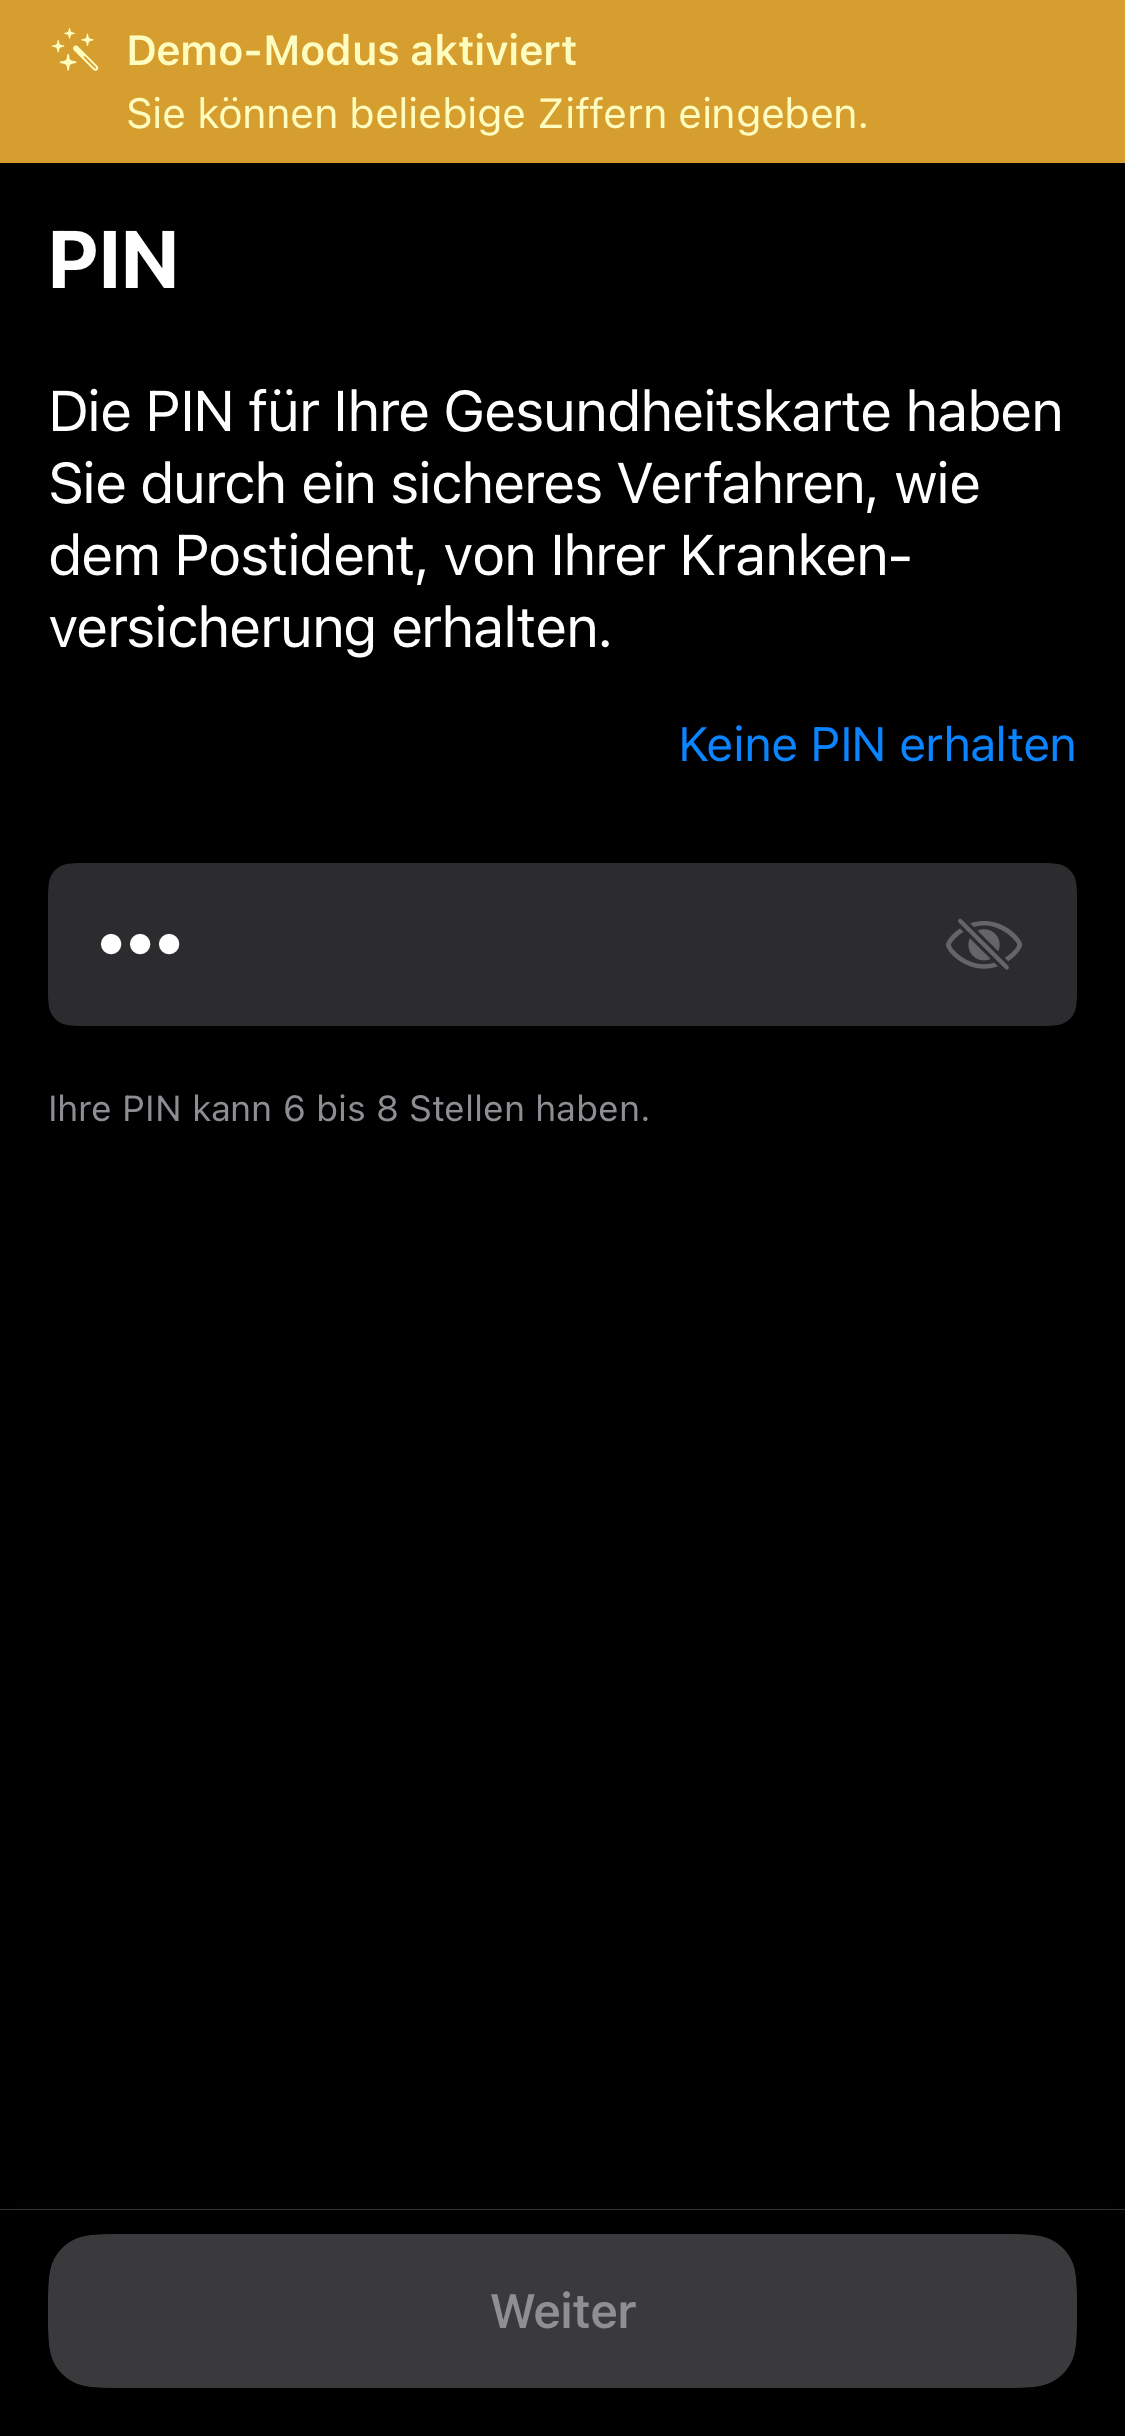 Demo-Modus aktiviert
Sie können beliebige Ziffern eingeben.
PIN
Die PIN für Ihre Gesundheitskarte haben
Sie durch ein sicheres Verfahren, wie
dem Postident, von Ihrer Kranken-
versicherung erhalten.
Keine PIN erhalten
•••
Ihre PIN kann 6 bis 8 Stellen haben.
Weiter